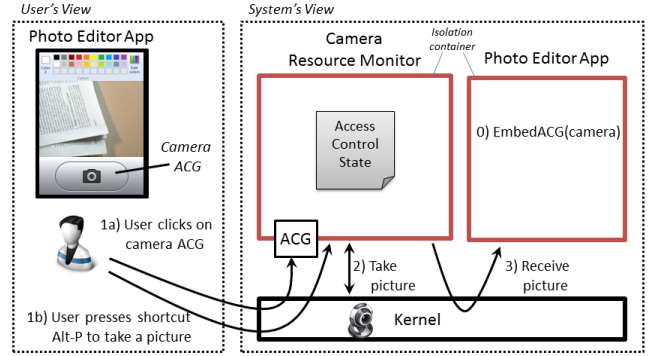 User's View
Photo Editor App
Camera
ACG
1a) User clicks on
camera ACG
1b) User presses shortcut
Alt-P to take a picture
System's View
Camera
Resource Monitor
Isolation
container
Photo Editor App
Access
Control
State
0) EmbedACG(camera)
ACG
2) Take
picture
3) Receive
picture
Kernel